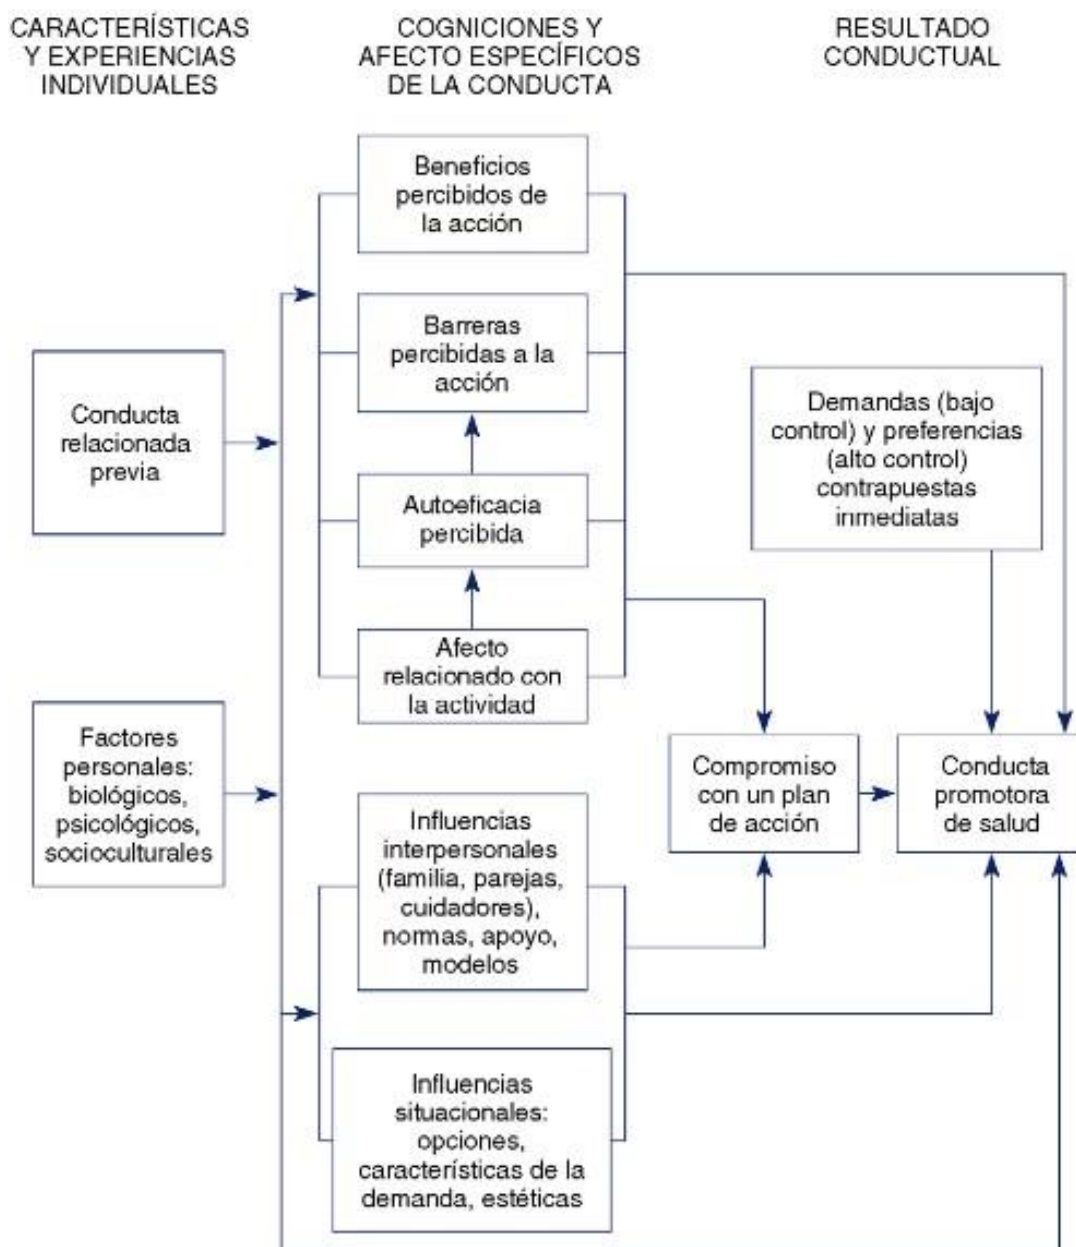 CARACTERÍSTICAS
Y EXPERIENCIAS
INDIVIDUALES
COGNICIONES Y
AFECTO ESPECÍFICOS
DE LA CONDUCTA
RESULTADO
CONDUCTUAL
Conducta
relacionada
previa
Factores
personales:
biológicos,
psicológicos,
socioculturales
Beneficios
percibidos de
la acción
Barreras
percibidas a la
acción
Autoeficacia
percibida
Afecto
relacionado con
la actividad
Influencias
interpersonales
(familia, parejas,
cuidadores),
normas, apoyo,
modelos
Influencias
situacionales:
opciones,
características de la
demanda, estéticas
Demandas (bajo
control) y preferencias
(alto control)
contrapuestas
inmediatas
Compromiso
con un plan
de acción
Conducta
promotora
de salud